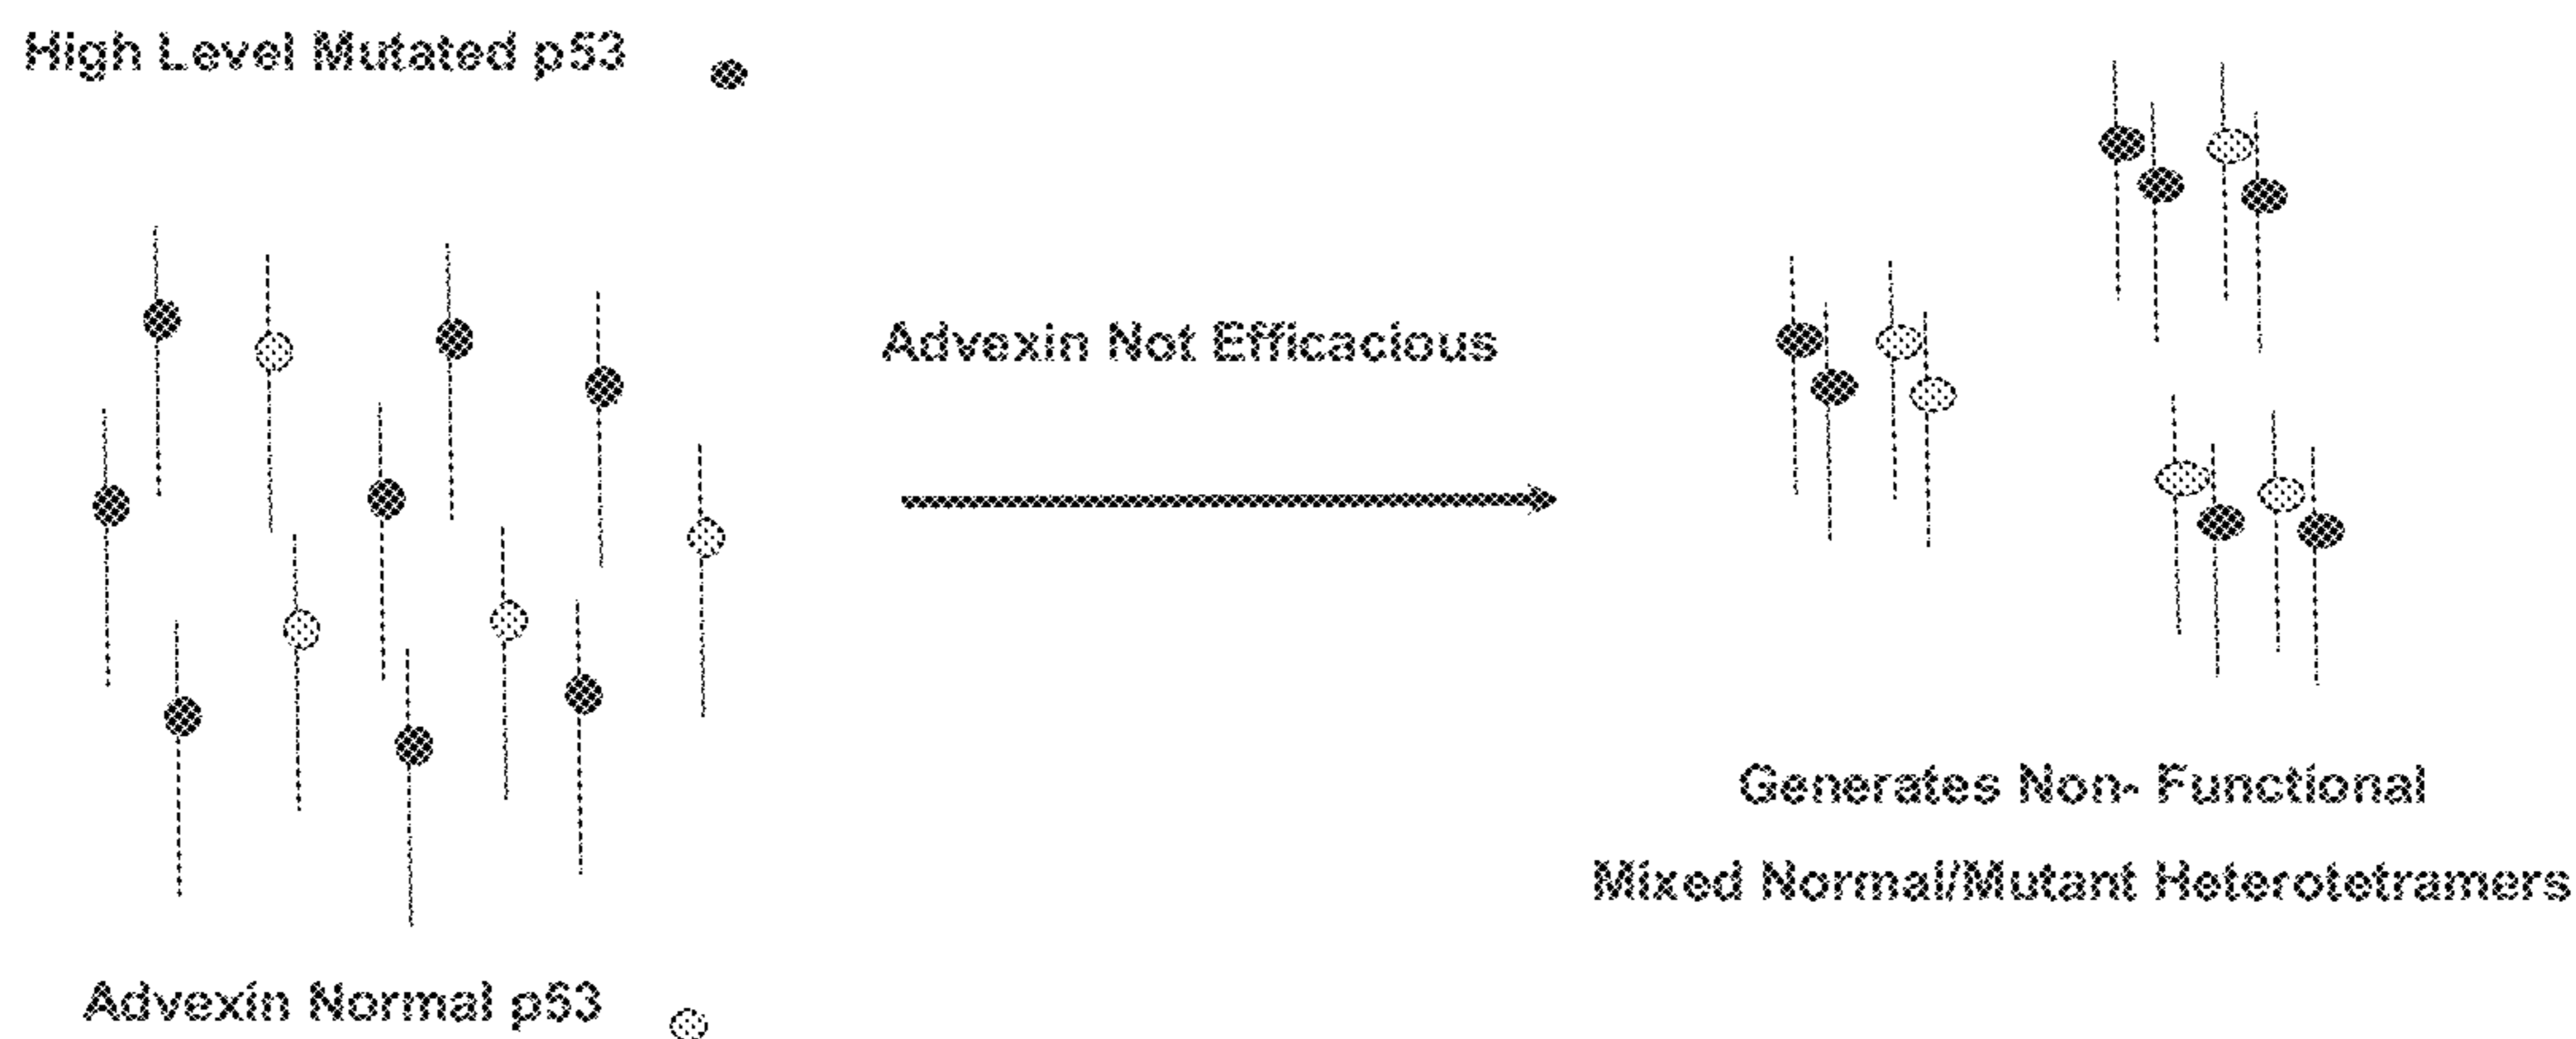 High Level Mutated p53
Advexin Not Efficacious
Generates Non- Functional
Mixed Normal/Mutant Heterotetramers
Advexin Normal p53